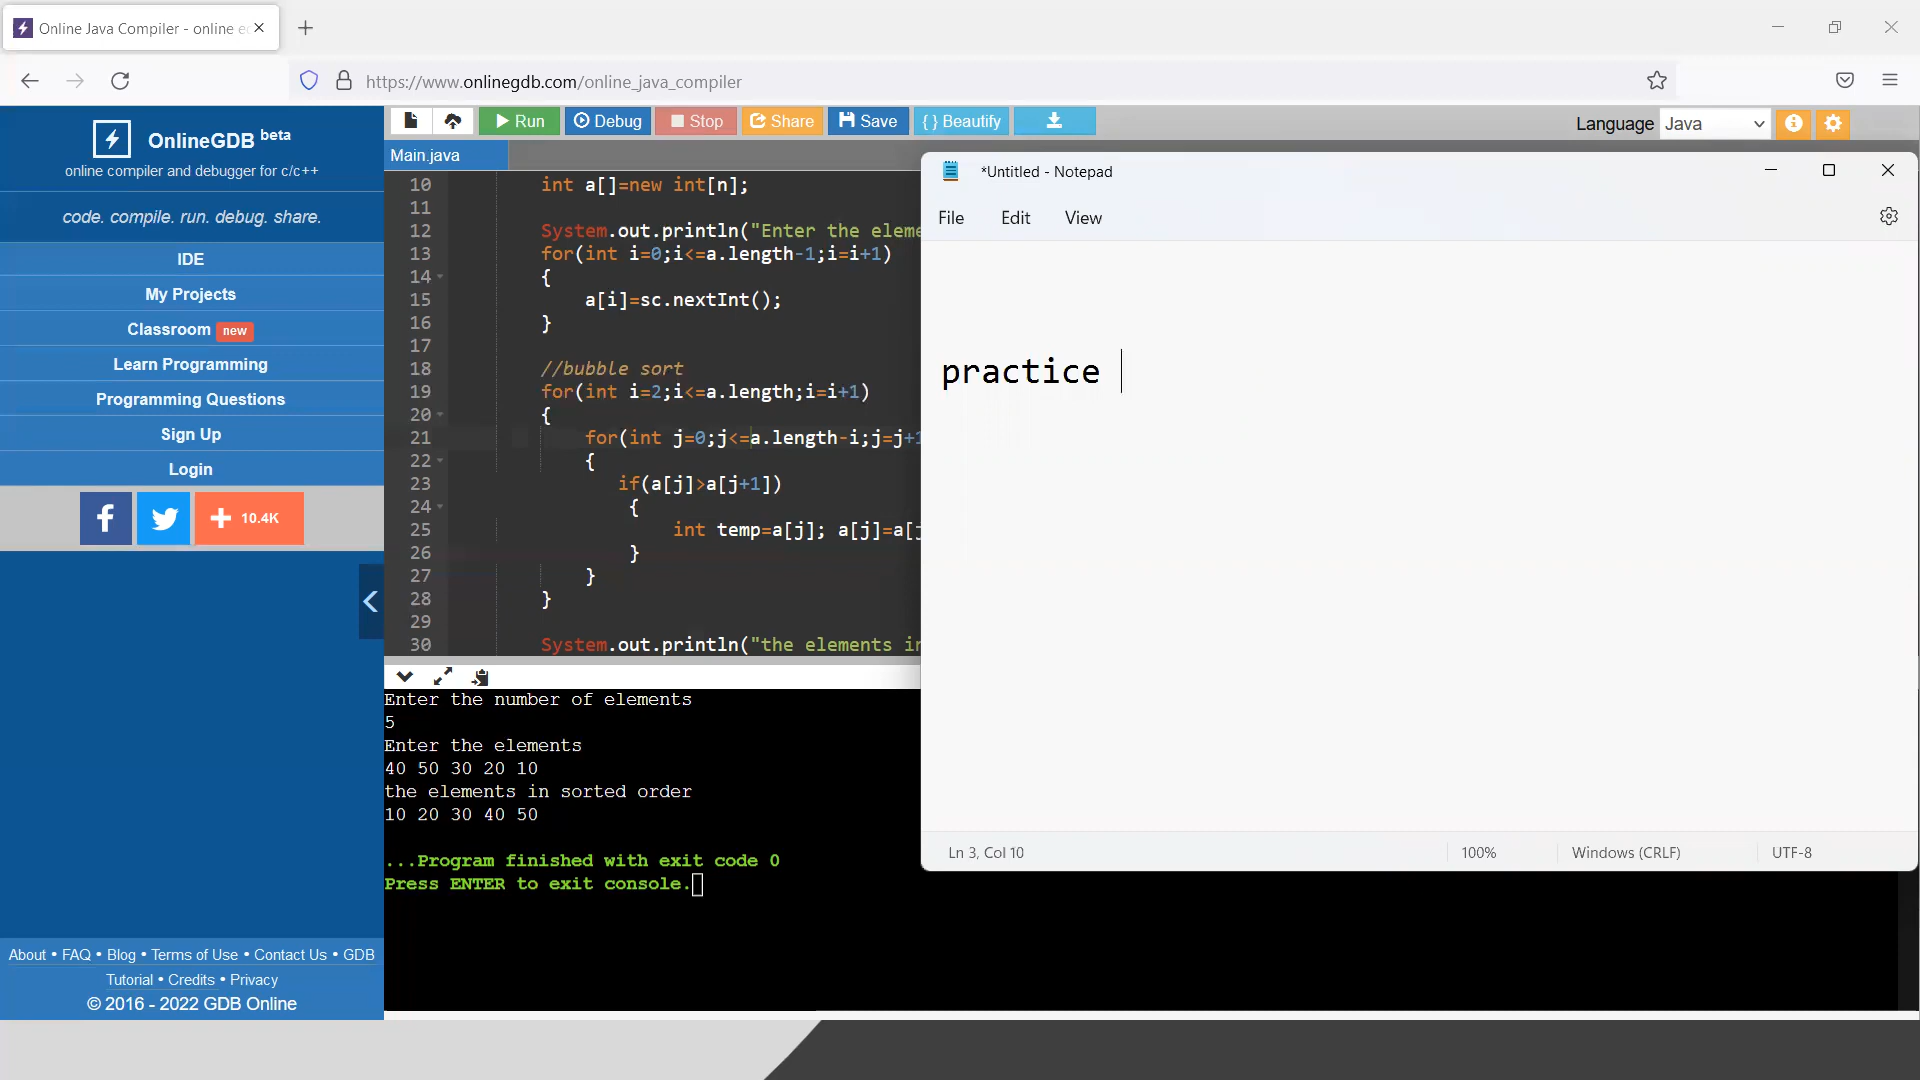 Online Java Compiler - online e
https://www.onlinegdb.com/online_java_compiler
OnlineGDB beta
online compiler and debugger for c/c++
code. compile. run. debug. share.
IDE
My Projects
Classroom new
Learn Programming
Programming Questions
Sign Up
Login
10.4K
About • FAQ • Blog • Terms of Use • Contact Us • GDB
Tutorial • Credits • Privacy
© 2016 - 2022 GDB Online
Run Debug Stop Share Save { } Beautify
Language Java
Main.java
10 int a[]=new int[n];
11
12 System.out.println("Enter the eleme
13 for(int i=0;i<=a.length-1;i=i+1)
14 {
15 a[i]=sc.nextInt();
16 }
17
18 //bubble sort
19 for(int i=2;i<=a.length;i=i+1)
20 {
21 for(int j=0;j<=a.length-i;j=j+1
22 {
23 if(a[j]>a[j+1])
24 {
25 int temp=a[j]; a[j]=a[j
26 }
27 }
28 }
29
30 System.out.println("the elements in
Enter the number of elements
5
Enter the elements
40 50 30 20 10
the elements in sorted order
10 20 30 40 50
...Program finished with exit code 0
Press ENTER to exit console.
*Untitled - Notepad
File Edit View
practice
Ln 3, Col 10 100% Windows (CRLF) UTF-8